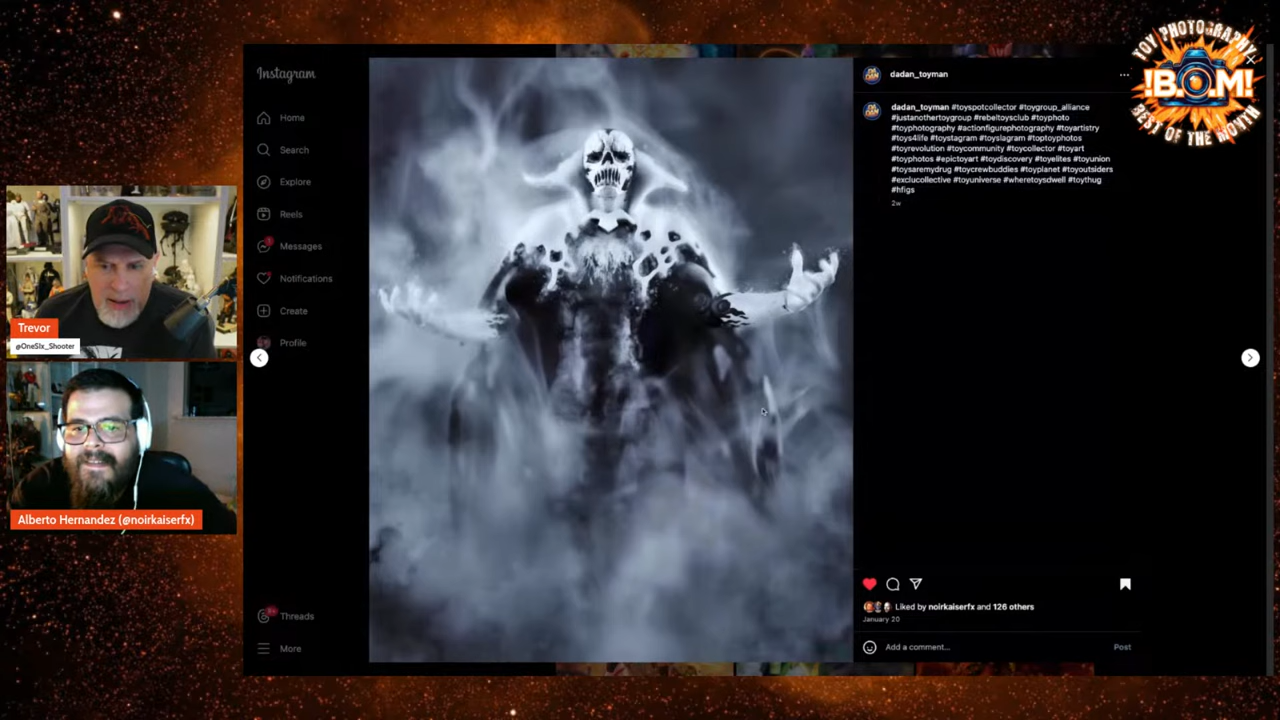 Instagram
Home
Search
Explore
Reels
Messages
Notifications
Create
Profile
Threads
More
dadan_toyman
dadan_toyman #toyspotcollector #toygroup_alliance
#justanothertoygroup #rebeltoysclub #toyphoto
#toyphotography #actionfigurephotography #toyartistry
#toys4life #toystagram #toyslagram #toptoyphotos
#toyrevolution #toycommunity #toycollector #toyart
#toyphotos #epictoyart #toydiscovery #toyelites #toyunion
#toysaremydrug #toycrewbuddies #toyplanet #toyoutsiders
#exclucollective #toyuniverse #wheretoysdwell #toythug
#hfigs
2w
Liked by noirkaiserfx and 126 others
January 20
Add a comment...
Post
TOY PHOTOGRAPHY
!B.O.M!
BEST OF THE MONTH
Trevor
@OneSix_Shooter
Alberto Hernandez (@noirkaiserfx)